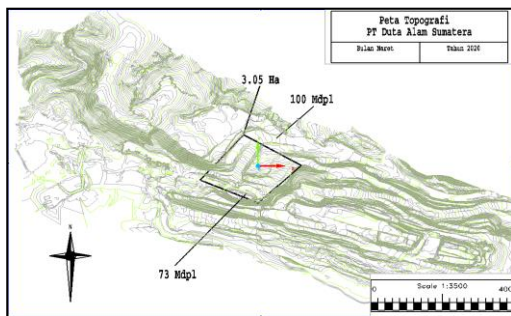 Peta Topografi
PT Duta Alam Sumatera
Bulan Maret
Tahun 2020
3.05 Ha
100 Mdpl
73 Mdpl
N
Scale 1:3500
0
400